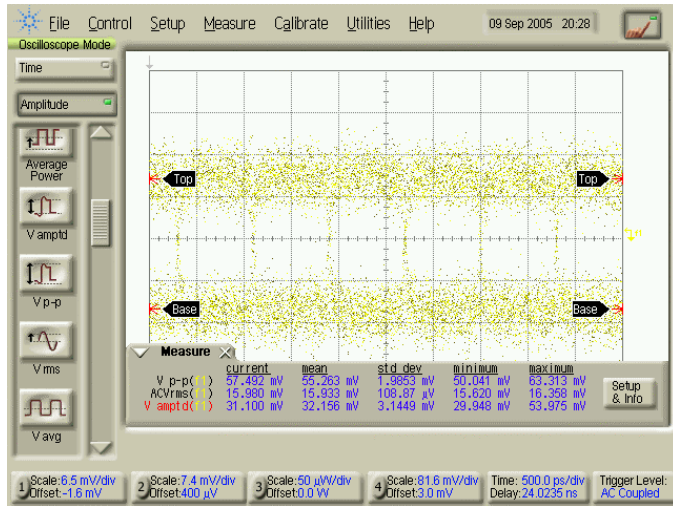 File Control Setup Measure Calibrate Utilities Help 09 Sep 2005 20:28
Oscilloscope Mode
Time
Amplitude
Average
Power
V amptd
V p-p
V rms
V avg
Top Top
Base Base
f1
Measure
current mean std dev minimum maximum
V p-p(f1) 57.492 mV 55.263 mV 1.9853 mV 50.041 mV 63.313 mV
ACVrms(f1) 15.980 mV 15.933 mV 108.87 µV 15.620 mV 16.358 mV
V amptd(f1) 31.100 mV 32.156 mV 3.1449 mV 29.948 mV 53.975 mV
Setup
& Info
1 Scale:6.5 mV/div
Offset:-1.6 mV
2 Scale:7.4 mV/div
Offset:400 µV
3 Scale:50 µW/div
Offset:0.0 W
4 Scale:81.6 mV/div
Offset:3.0 mV
Time: 500.0 ps/div
Delay:24.0235 ns
Trigger Level:
AC Coupled